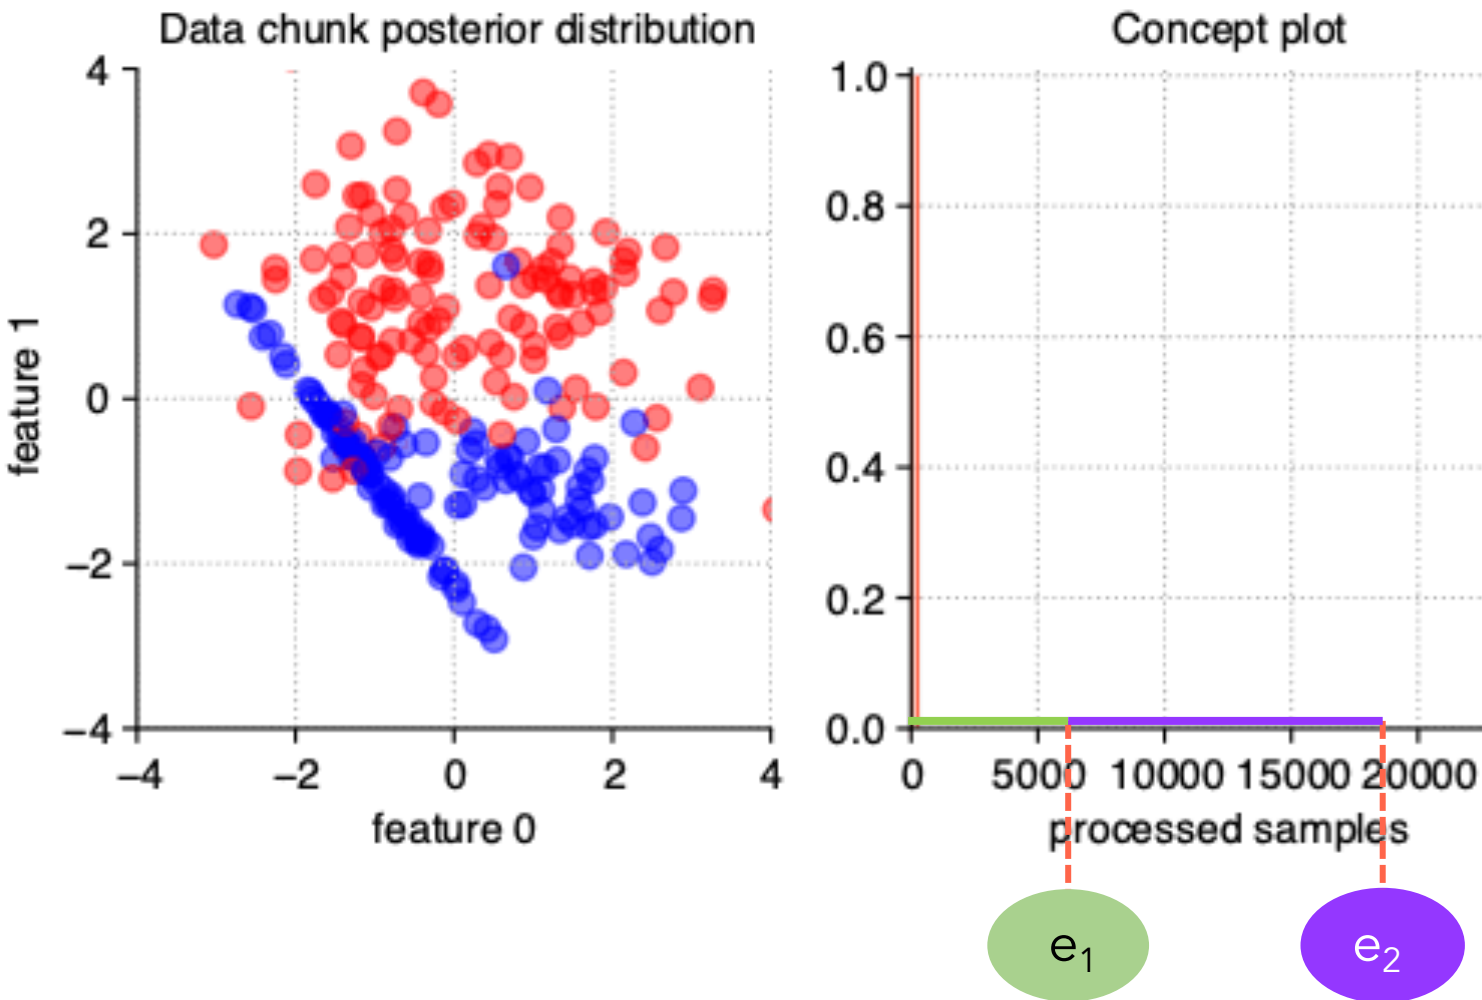 Data chunk posterior distribution
4
2
0
−2
−4
−4 −2 0 2 4
feature 1
feature 0
Concept plot
1.0
0.8
0.6
0.4
0.2
0.0
0 5000 10000 15000 20000
processed samples
e₁
e₂